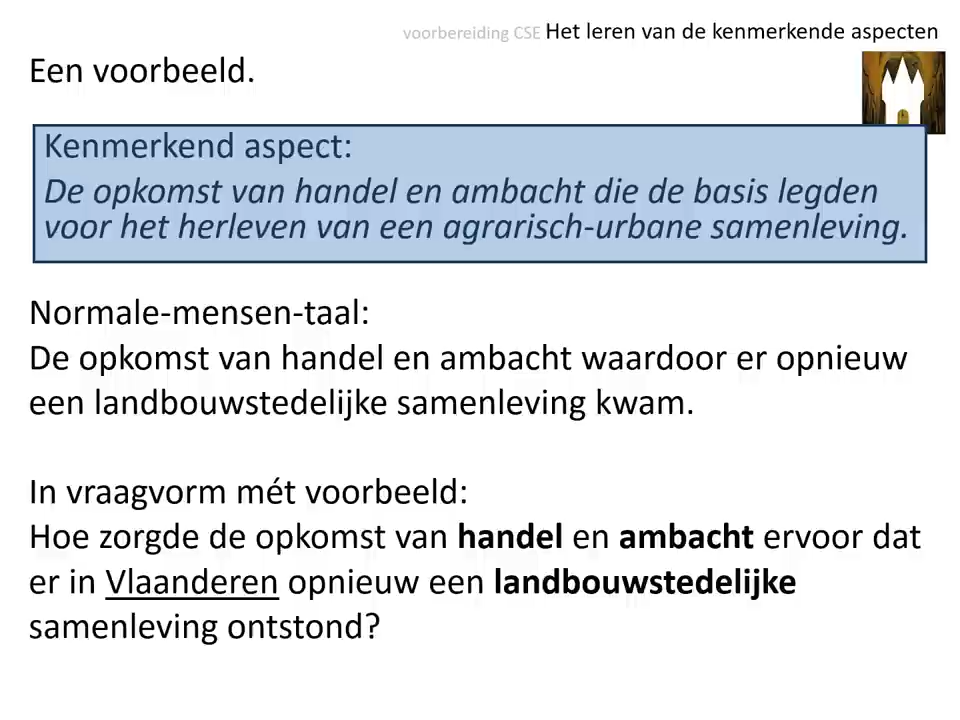 voorbereiding CSE Het leren van de kenmerkende aspecten
Een voorbeeld.
Kenmerkend aspect:
De opkomst van handel en ambacht die de basis legden
voor het herleven van een agrarisch-urbane samenleving.
Normale-mensen-taal:
De opkomst van handel en ambacht waardoor er opnieuw
een landbouwstedelijke samenleving kwam.
In vraagvorm mét voorbeeld:
Hoe zorgde de opkomst van handel en ambacht ervoor dat
er in Vlaanderen opnieuw een landbouwstedelijke
samenleving ontstond?